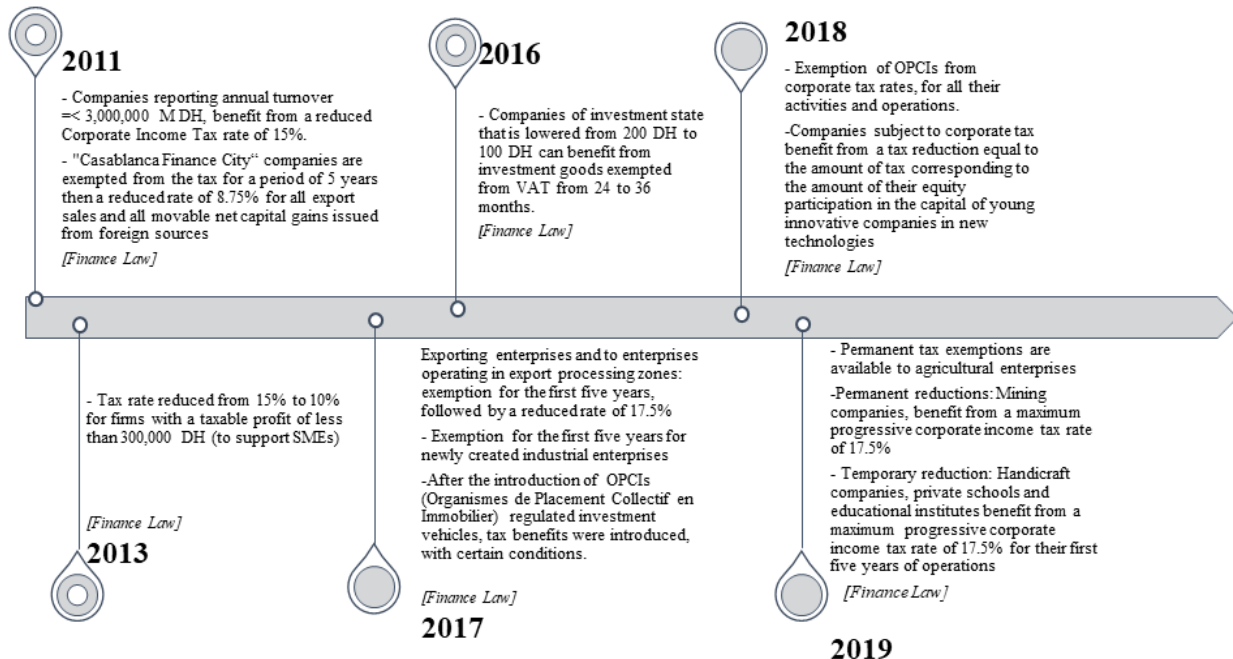 2011
- Companies reporting annual turnover
=< 3,000,000 M DH, benefit from a reduced
Corporate Income Tax rate of 15%.
- "Casablanca Finance City“ companies are
exempted from the tax for a period of 5 years
then a reduced rate of 8.75% for all export
sales and all movable net capital gains issued
from foreign sources
[Finance Law]
2016
- Companies of investment state
that is lowered from 200 DH to
100 DH can benefit from
investment goods exempted
from VAT from 24 to 36
months.
[Finance Law]
2018
- Exemption of OPCIs from
corporate tax rates, for all their
activities and operations.
-Companies subject to corporate tax
benefit from a tax reduction equal to
the amount of tax corresponding to
the amount of their equity
participation in the capital of young
innovative companies in new
technologies
[Finance Law]
- Tax rate reduced from 15% to 10%
for firms with a taxable profit of less
than 300,000 DH (to support SMEs)
[Finance Law]
2013
Exporting enterprises and to enterprises
operating in export processing zones:
exemption for the first five years,
followed by a reduced rate of 17.5%
- Exemption for the first five years for
newly created industrial enterprises
-After the introduction of OPCIs
(Organismes de Placement Collectif en
Immobilier) regulated investment
vehicles, tax benefits were introduced,
with certain conditions.
[Finance Law]
2017
- Permanent tax exemptions are
available to agricultural enterprises
-Permanent reductions: Mining
companies, benefit from a maximum
progressive corporate income tax rate
of 17.5%
- Temporary reduction: Handicraft
companies, private schools and
educational institutes benefit from a
maximum progressive corporate
income tax rate of 17.5% for their first
five years of operations
[Finance Law]
2019